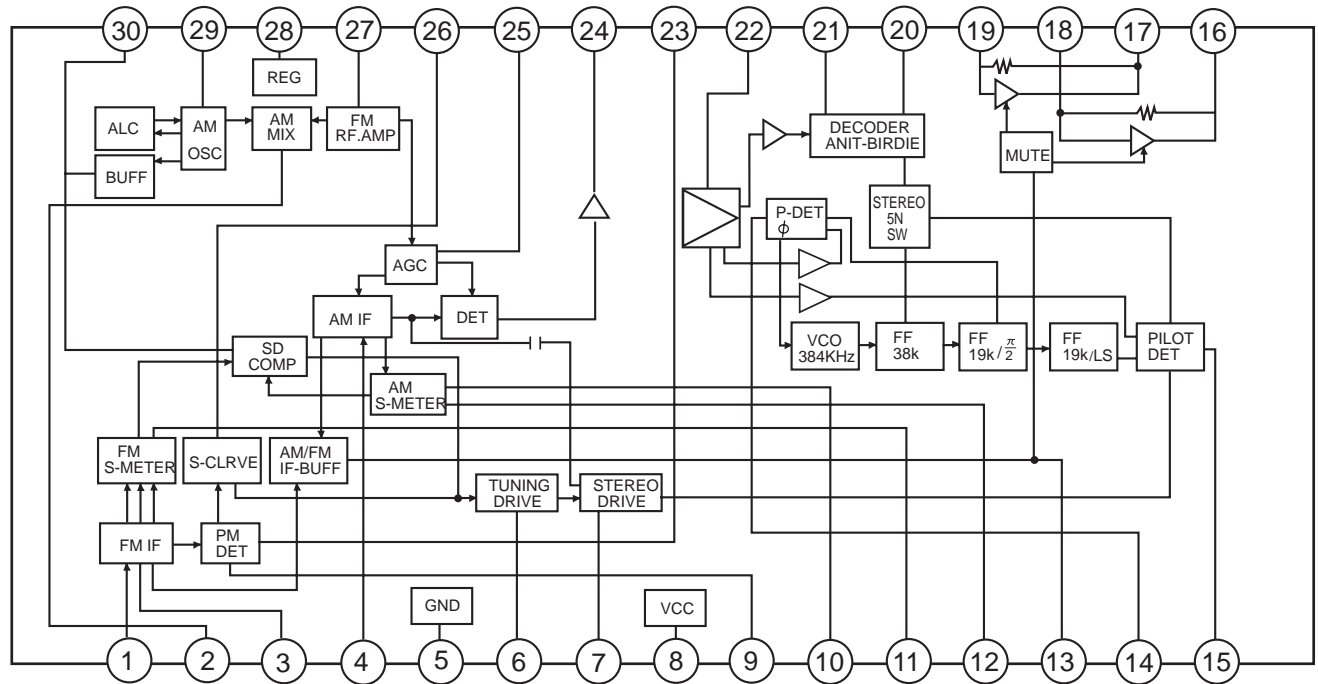 30 29 28 27 26 25 24 23 22 21 20 19 18 17 16
REG
ALC
AM
OSC
AM
MIX
FM
RF.AMP
DECODER
ANIT-BIRDIE
BUFF
MUTE
STEREO
5N
SW
P-DET
ϕ
AGC
AM IF
DET
SD
COMP
VCO
384KHz
FF
38k
FF
19k/π/2
FF
19k/LS
PILOT
DET
AM
S-METER
FM
S-METER
S-CLRVE
AM/FM
IF-BUFF
TUNING
DRIVE
STEREO
DRIVE
FM IF
PM
DET
GND
VCC
1 2 3 4 5 6 7 8 9 10 11 12 13 14 15